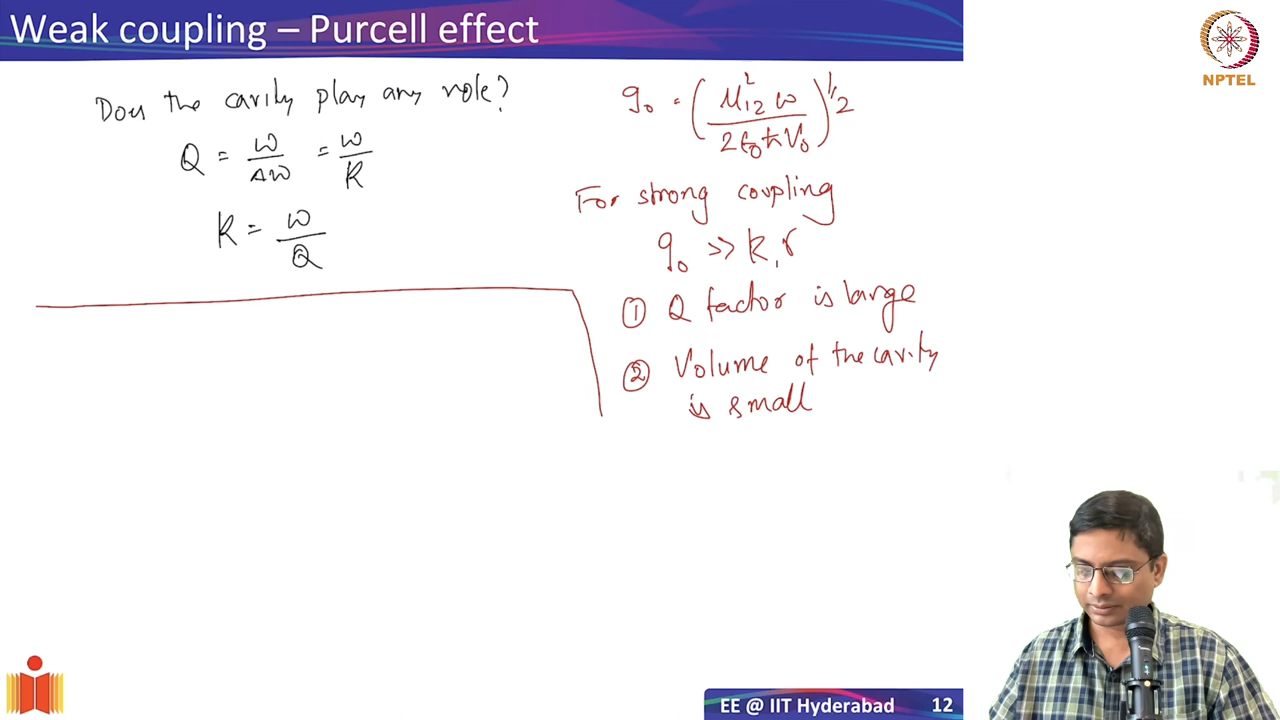 Weak coupling – Purcell effect
NPTEL
Does the cavity play any role?
Q = ω/Δω = ω/K
K = ω/Q
g₀ = (μ₁₂² ω / 2ε₀ħV₀)^1/2
For strong coupling
g₀ >> K, γ
① Q factor is large
② Volume of the cavity
is small
EE @ IIT Hyderabad 12